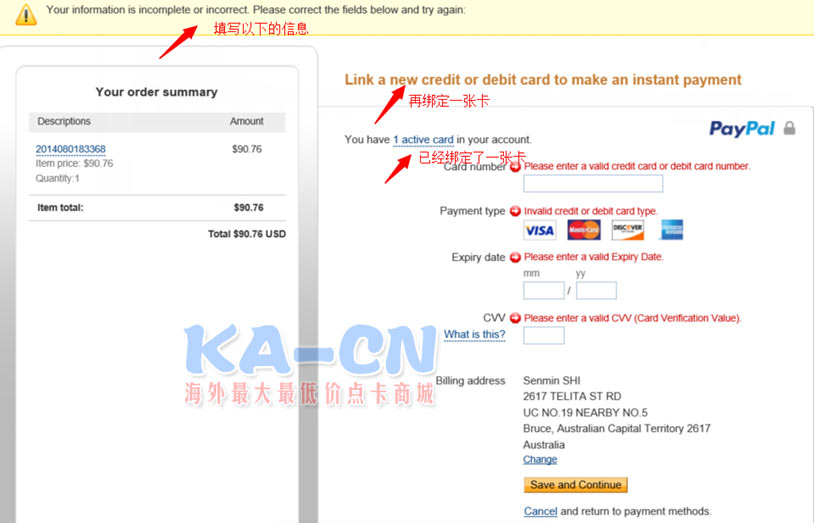 Your information is incomplete or incorrect. Please correct the fields below and try again:
填写以下的信息
Your order summary
Descriptions Amount
2014080183368 $90.76
Item price: $90.76
Quantity:1
Item total: $90.76
Total $90.76 USD
Link a new credit or debit card to make an instant payment
再绑定一张卡
PayPal
You have 1 active card in your account.
已经绑定了一张卡
Card number Please enter a valid credit card or debit card number.
Payment type Invalid credit or debit card type.
VISA MasterCard DISCOVER
Expiry date Please enter a valid Expiry Date.
mm yy
/
CVV Please enter a valid CVV (Card Verification Value).
What is this?
KA-CN
海外最大最低价点卡商城
Billing address Senmin SHI
2617 TELITA ST RD
UC NO.19 NEARBY NO.5
Bruce, Australian Capital Territory 2617
Australia
Change
Save and Continue
Cancel and return to payment methods.